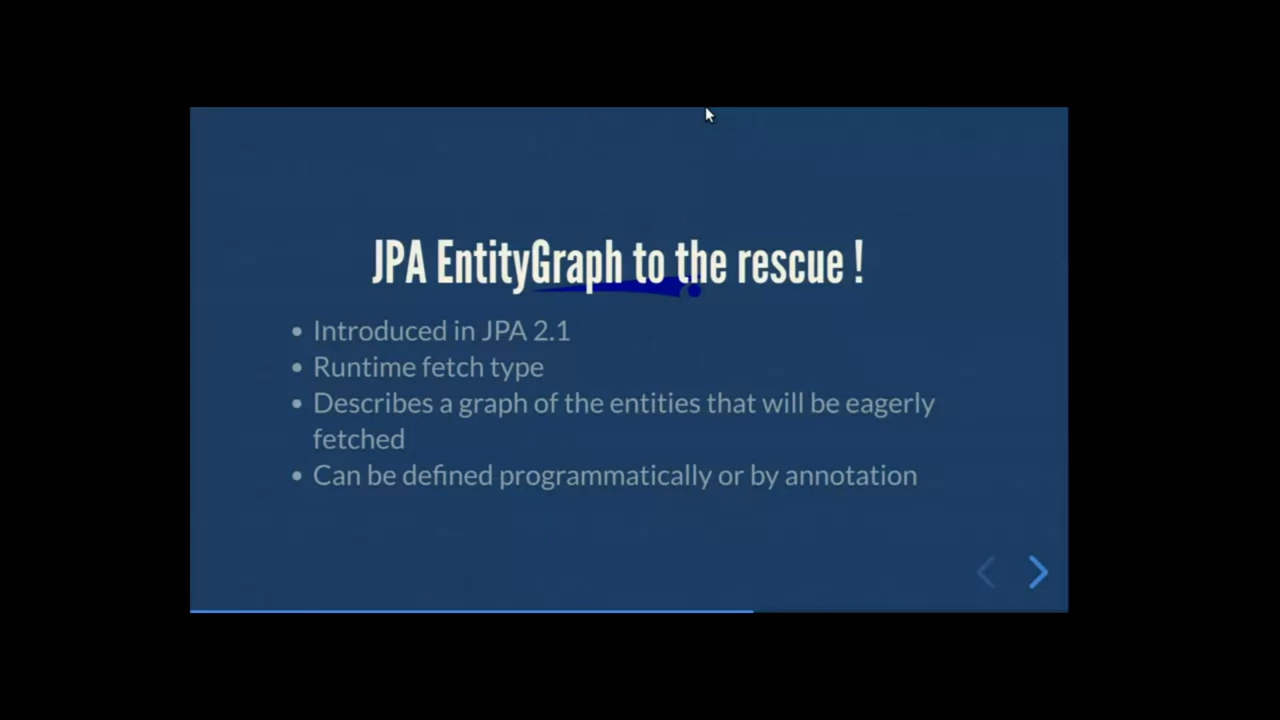 JPA EntityGraph to the rescue !
• Introduced in JPA 2.1
• Runtime fetch type
• Describes a graph of the entities that will be eagerly
fetched
• Can be defined programmatically or by annotation